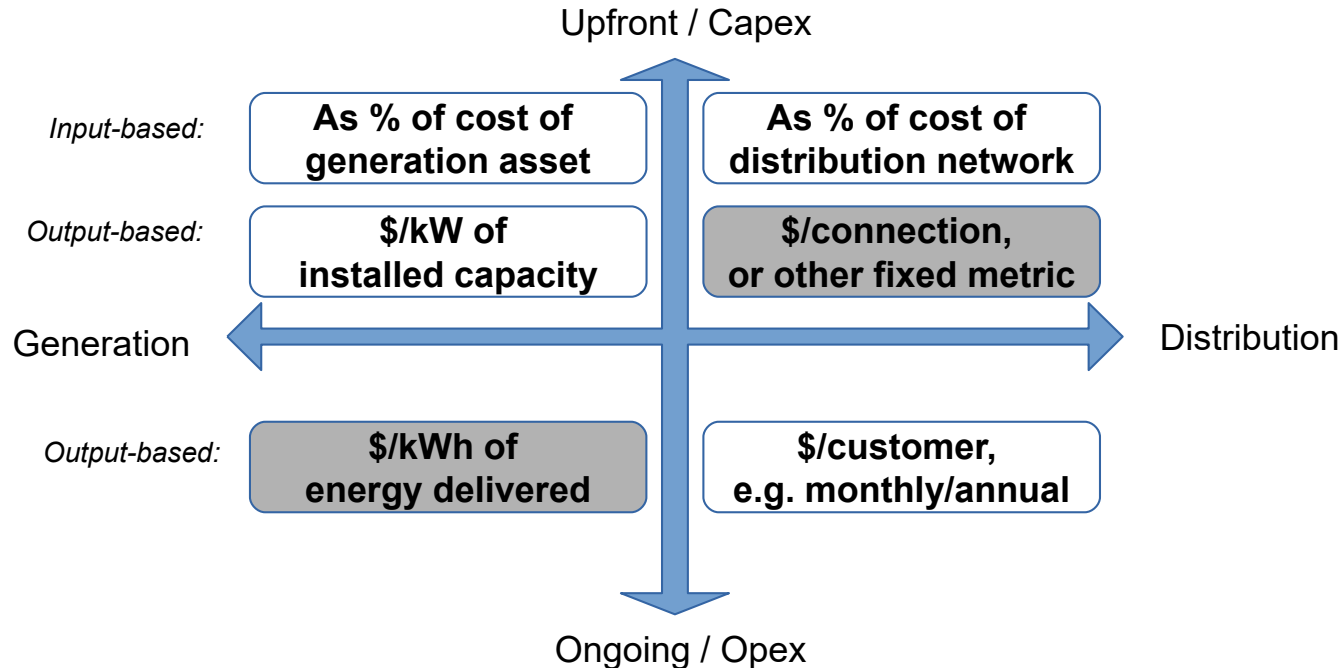 Upfront / Capex
Input-based:
As % of cost of
generation asset
As % of cost of
distribution network
Output-based:
$/kW of
installed capacity
$/connection,
or other fixed metric
Generation
Distribution
Output-based:
$/kWh of
energy delivered
$/customer,
e.g. monthly/annual
Ongoing / Opex